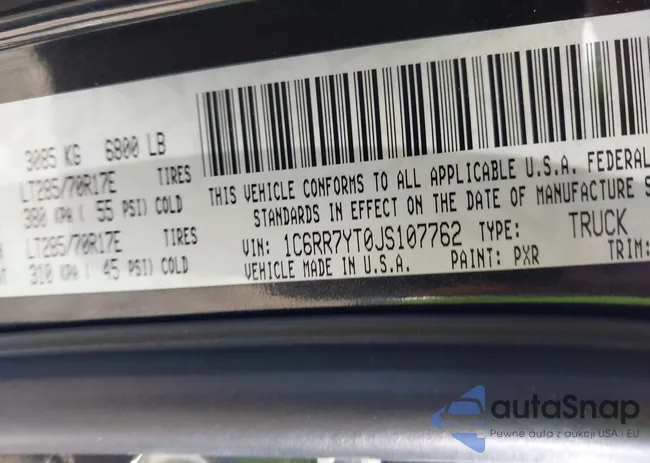 3085 KG 6800 LB
LT285/70R17E TIRES
380 KPA ( 55 PSI) COLD
LT285/70R17E TIRES
310 KPA ( 45 PSI) COLD
THIS VEHICLE CONFORMS TO ALL APPLICABLE U.S.A. FEDERAL
STANDARDS IN EFFECT ON THE DATE OF MANUFACTURE S
VIN: 1C6RR7YT0JS107762 TYPE: TRUCK
VEHICLE MADE IN U.S.A. PAINT: PXR TRIM:
autoSnap
Pewne auta z aukcji USA i EU